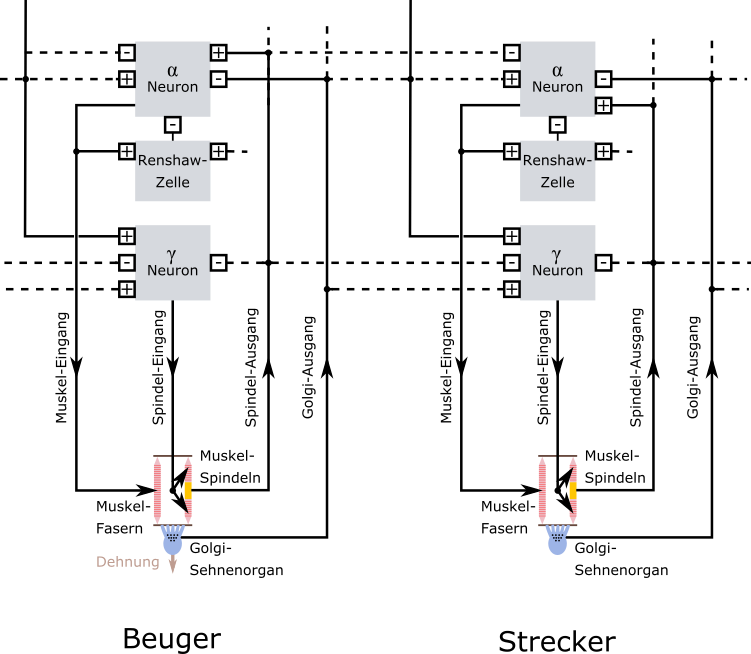 -
+
α
Neuron
+
-
-
+
Renshaw-
Zelle
+
+
-
+
γ
Neuron
-
-
+
Muskel-Eingang
Spindel-Eingang
Spindel-Ausgang
Golgi-Ausgang
Muskel-
Spindeln
Muskel-
Fasern
Dehnung
Golgi-
Sehnenorgan
Beuger
-
+
α
Neuron
-
+
-
+
Renshaw-
Zelle
+
+
-
+
γ
Neuron
-
Muskel-Eingang
Spindel-Eingang
Spindel-Ausgang
Golgi-Ausgang
Muskel-
Spindeln
Muskel-
Fasern
Golgi-
Sehnenorgan
Strecker